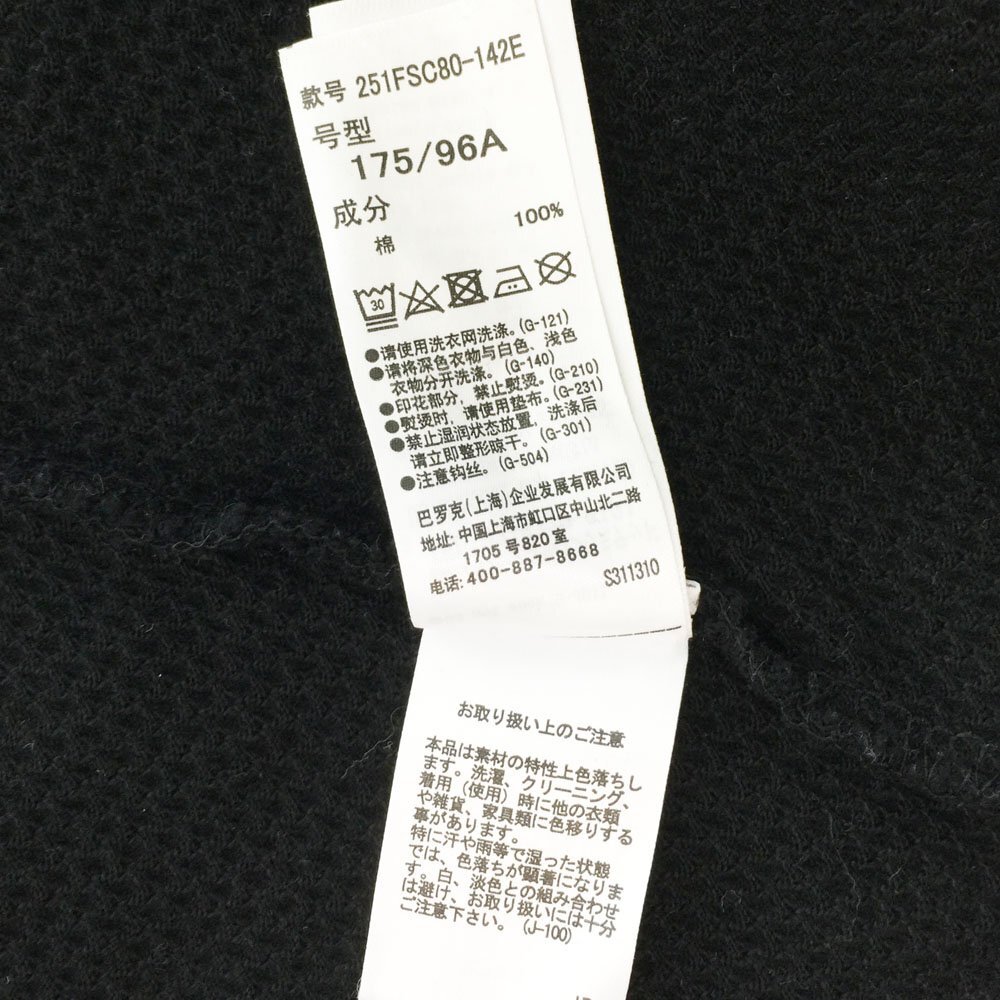 款号 251FSC80-142E
号型
175/96A
成分
棉 100%
30
●请使用洗衣网洗涤。(G-121)
●请将深色衣物与白色、浅色
衣物分开洗涤。(G-140)
●印花部分，禁止熨烫。(G-210)
●熨烫时，请使用垫布。(G-231)
●禁止湿润状态放置，洗涤后
请立即整形晾干。(G-301)
●注意钩丝。(G-504)
巴罗克(上海)企业发展有限公司
地址:中国上海市虹口区中山北二路
1705号820室
电话:400-887-8668
S311310
お取り扱い上のご注意
本品は素材の特性上色落ちし
ます。洗濯、クリーニング、
着用（使用）時に他の衣類
や雑貨、家具類に色移りする
事があります。
特に汗や雨等で湿った状態
では、色落ちが顕著になりま
す。白、淡色との組み合わせ
は避け、お取り扱いには十分
ご注意下さい。(J-100)